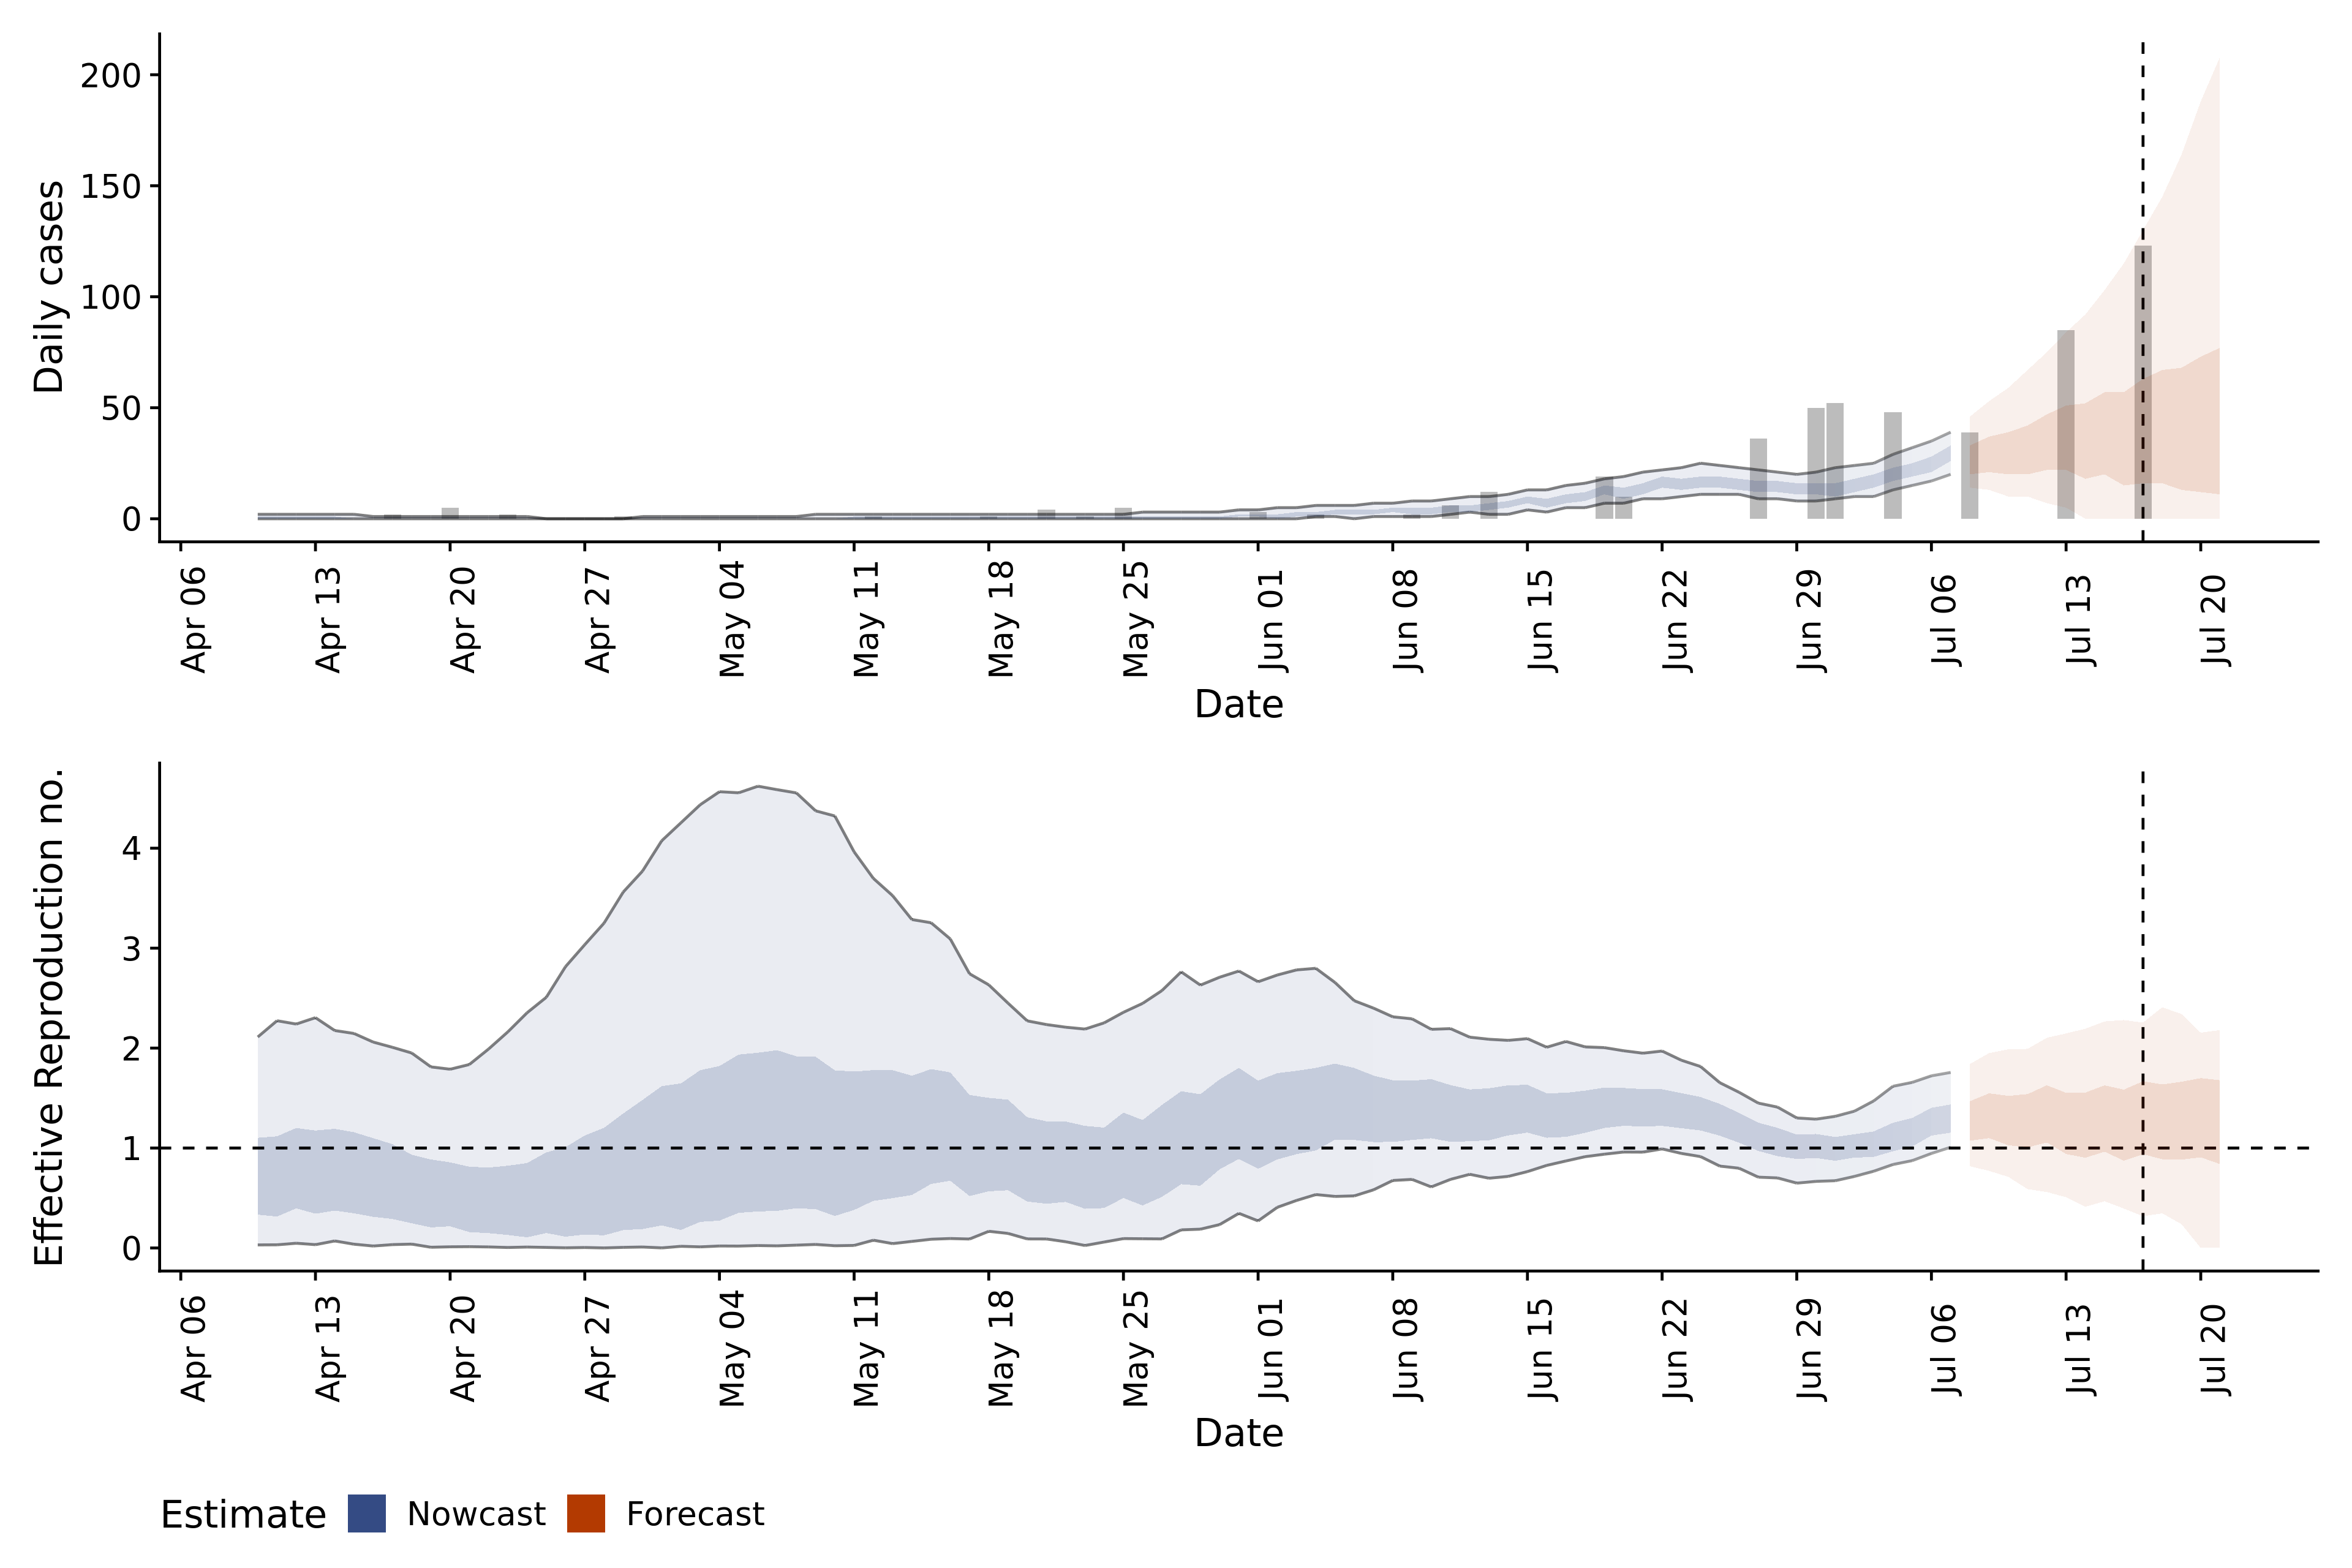 Daily cases
200
150
100
50
0
Apr 06 Apr 13 Apr 20 Apr 27 May 04 May 11 May 18 May 25 Jun 01 Jun 08 Jun 15 Jun 22 Jun 29 Jul 06 Jul 13 Jul 20
Date
Effective Reproduction no.
4
3
2
1
0
Apr 06 Apr 13 Apr 20 Apr 27 May 04 May 11 May 18 May 25 Jun 01 Jun 08 Jun 15 Jun 22 Jun 29 Jul 06 Jul 13 Jul 20
Date
Estimate Nowcast Forecast